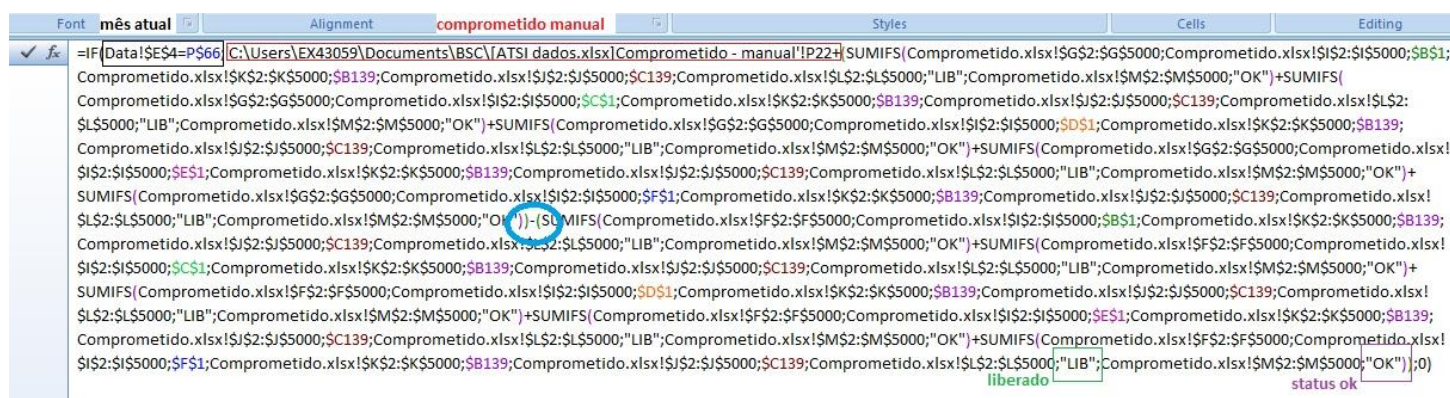 Font mês atual Alignment comprometido manual Styles Cells Editing
=IF(Data!$E$4=P$66; C:\Users\EX43059\Documents\BSC\[ATSI dados.xlsx]Comprometido - manual'!P22+(SUMIFS(Comprometido.xlsx!$G$2:$G$5000;Comprometido.xlsx!$I$2:$I$5000;$B$1;
Comprometido.xlsx!$K$2:$K$5000;$B139;Comprometido.xlsx!$J$2:$J$5000;$C139;Comprometido.xlsx!$L$2:$L$5000;"LIB";Comprometido.xlsx!$M$2:$M$5000;"OK")+SUMIFS(
Comprometido.xlsx!$G$2:$G$5000;Comprometido.xlsx!$I$2:$I$5000;$C$1;Comprometido.xlsx!$K$2:$K$5000;$B139;Comprometido.xlsx!$J$2:$J$5000;$C139;Comprometido.xlsx!$L$2:
$L$5000;"LIB";Comprometido.xlsx!$M$2:$M$5000;"OK")+SUMIFS(Comprometido.xlsx!$G$2:$G$5000;Comprometido.xlsx!$I$2:$I$5000;$D$1;Comprometido.xlsx!$K$2:$K$5000;$B139;
Comprometido.xlsx!$J$2:$J$5000;$C139;Comprometido.xlsx!$L$2:$L$5000;"LIB";Comprometido.xlsx!$M$2:$M$5000;"OK")+SUMIFS(Comprometido.xlsx!$G$2:$G$5000;Comprometido.xlsx!
$I$2:$I$5000;$E$1;Comprometido.xlsx!$K$2:$K$5000;$B139;Comprometido.xlsx!$J$2:$J$5000;$C139;Comprometido.xlsx!$L$2:$L$5000;"LIB";Comprometido.xlsx!$M$2:$M$5000;"OK")+
SUMIFS(Comprometido.xlsx!$G$2:$G$5000;Comprometido.xlsx!$I$2:$I$5000;$F$1;Comprometido.xlsx!$K$2:$K$5000;$B139;Comprometido.xlsx!$J$2:$J$5000;$C139;Comprometido.xlsx!
$L$2:$L$5000;"LIB";Comprometido.xlsx!$M$2:$M$5000;"OK"))-(SUMIFS(Comprometido.xlsx!$F$2:$F$5000;Comprometido.xlsx!$I$2:$I$5000;$B$1;Comprometido.xlsx!$K$2:$K$5000;$B139;
Comprometido.xlsx!$J$2:$J$5000;$C139;Comprometido.xlsx!$L$2:$L$5000;"LIB";Comprometido.xlsx!$M$2:$M$5000;"OK")+SUMIFS(Comprometido.xlsx!$F$2:$F$5000;Comprometido.xlsx!
$I$2:$I$5000;$C$1;Comprometido.xlsx!$K$2:$K$5000;$B139;Comprometido.xlsx!$J$2:$J$5000;$C139;Comprometido.xlsx!$L$2:$L$5000;"LIB";Comprometido.xlsx!$M$2:$M$5000;"OK")+
SUMIFS(Comprometido.xlsx!$F$2:$F$5000;Comprometido.xlsx!$I$2:$I$5000;$D$1;Comprometido.xlsx!$K$2:$K$5000;$B139;Comprometido.xlsx!$J$2:$J$5000;$C139;Comprometido.xlsx!
$L$2:$L$5000;"LIB";Comprometido.xlsx!$M$2:$M$5000;"OK")+SUMIFS(Comprometido.xlsx!$F$2:$F$5000;Comprometido.xlsx!$I$2:$I$5000;$E$1;Comprometido.xlsx!$K$2:$K$5000;$B139;
Comprometido.xlsx!$J$2:$J$5000;$C139;Comprometido.xlsx!$L$2:$L$5000;"LIB";Comprometido.xlsx!$M$2:$M$5000;"OK")+SUMIFS(Comprometido.xlsx!$F$2:$F$5000;Comprometido.xlsx!
$I$2:$I$5000;$F$1;Comprometido.xlsx!$K$2:$K$5000;$B139;Comprometido.xlsx!$J$2:$J$5000;$C139;Comprometido.xlsx!$L$2:$L$5000;"LIB";Comprometido.xlsx!$M$2:$M$5000;"OK"));0)
liberado status ok